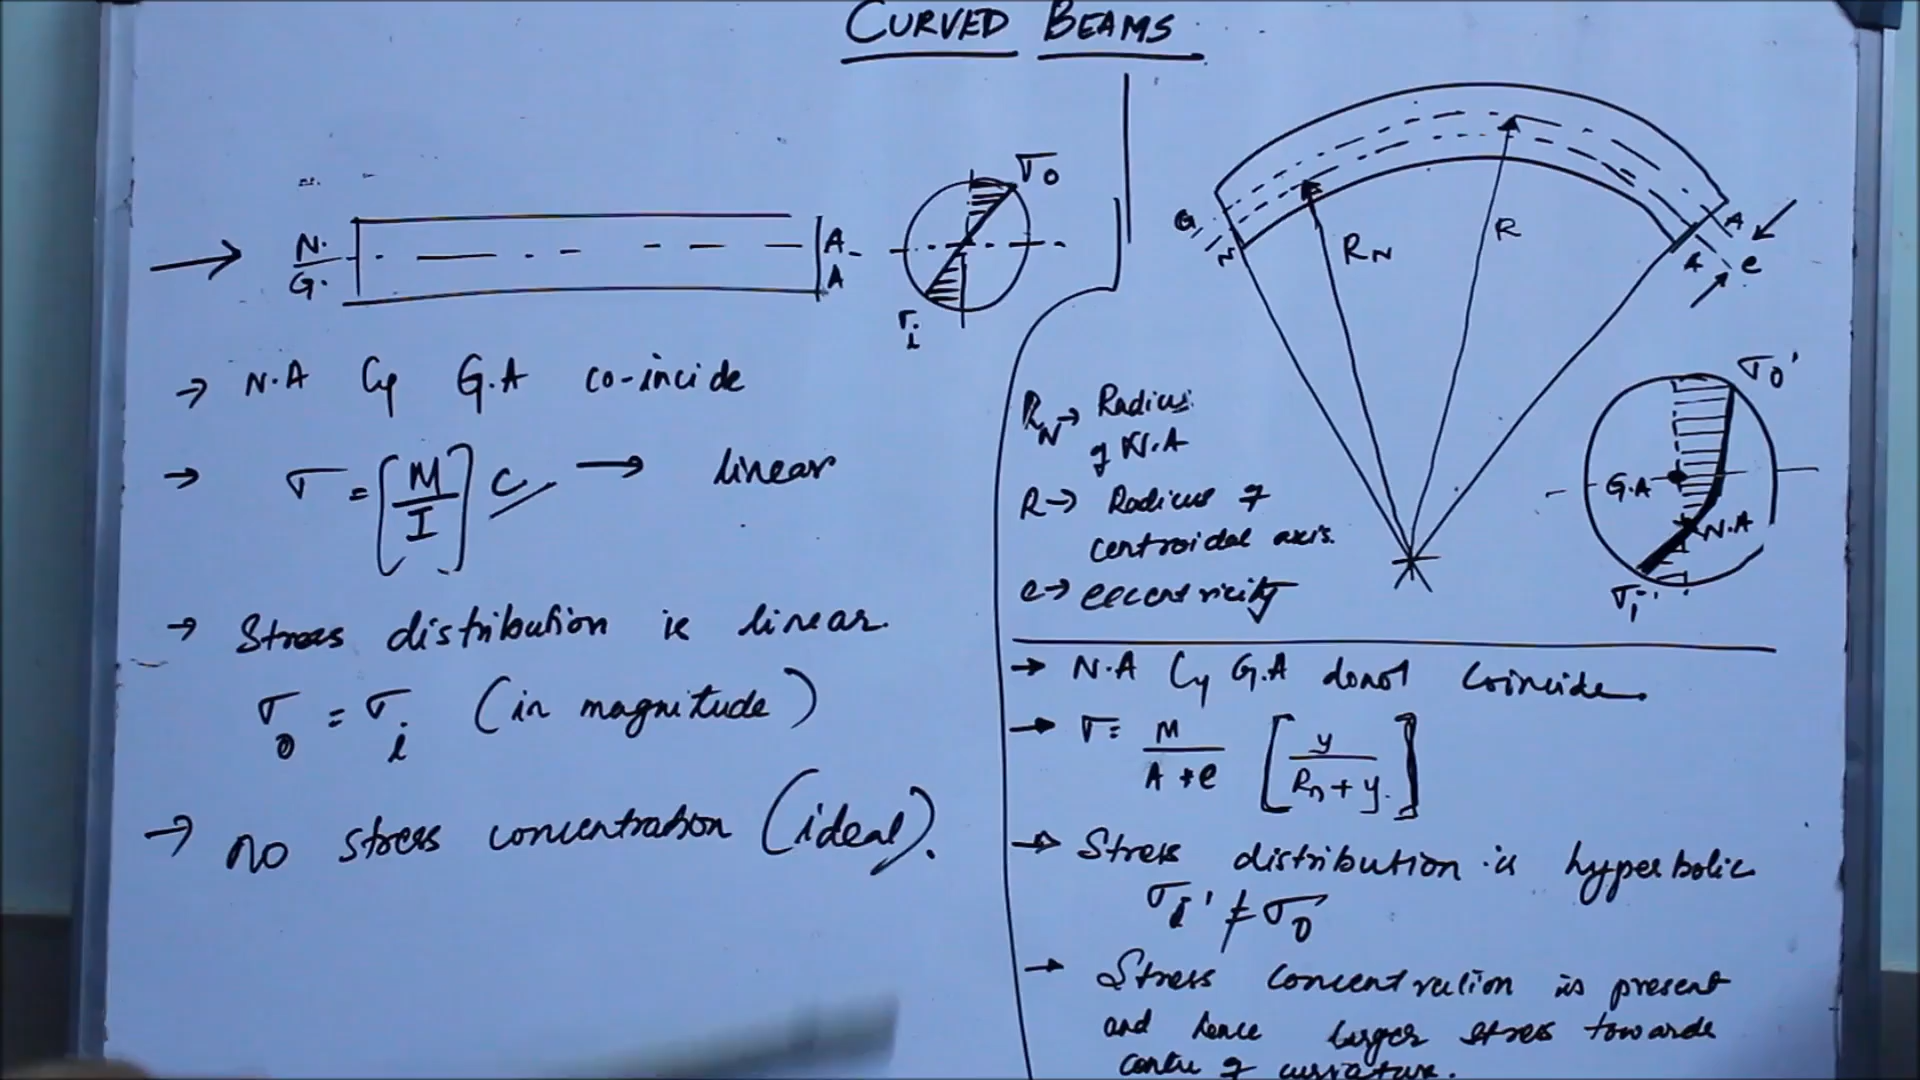 CURVED BEAMS
N. A
G. A
σo
σi
→ N.A & G.A co-incide
→ σ = [M/I] C → linear
→ Stress distribution is linear.
σo = σi (in magnitude)
→ no stress concentration (ideal).
G A
N A
e
RN
R
RN → Radius
of N.A
R → Radius of
centroidal axis.
e → eccentricity
σo'
G.A
N.A
σi'
→ N.A & G.A donot Coincide.
→ σ = M/A*e [y/Rn+y.]
→ Stress distribution is hyperbolic
σi' ≠ σo'
→ Stress concentration is present
and hence larger stress towards
centre of curvature.